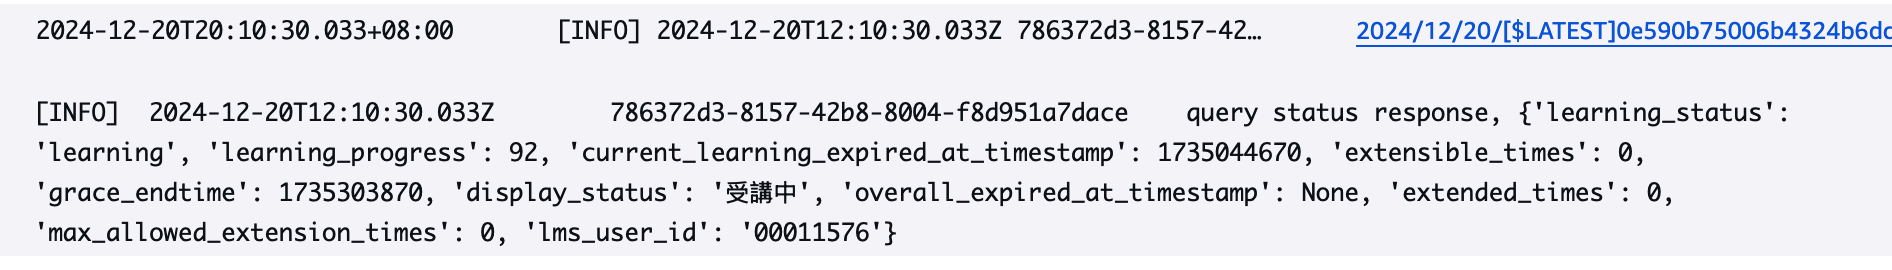 2024-12-20T20:10:30.033+08:00 [INFO] 2024-12-20T12:10:30.033Z 786372d3-8157-42… 2024/12/20/[$LATEST]0e590b75006b4324b6dc
[INFO] 2024-12-20T12:10:30.033Z 786372d3-8157-42b8-8004-f8d951a7dace query status response, {'learning_status':
'learning', 'learning_progress': 92, 'current_learning_expired_at_timestamp': 1735044670, 'extensible_times': 0,
'grace_endtime': 1735303870, 'display_status': '受講中', 'overall_expired_at_timestamp': None, 'extended_times': 0,
'max_allowed_extension_times': 0, 'lms_user_id': '00011576'}